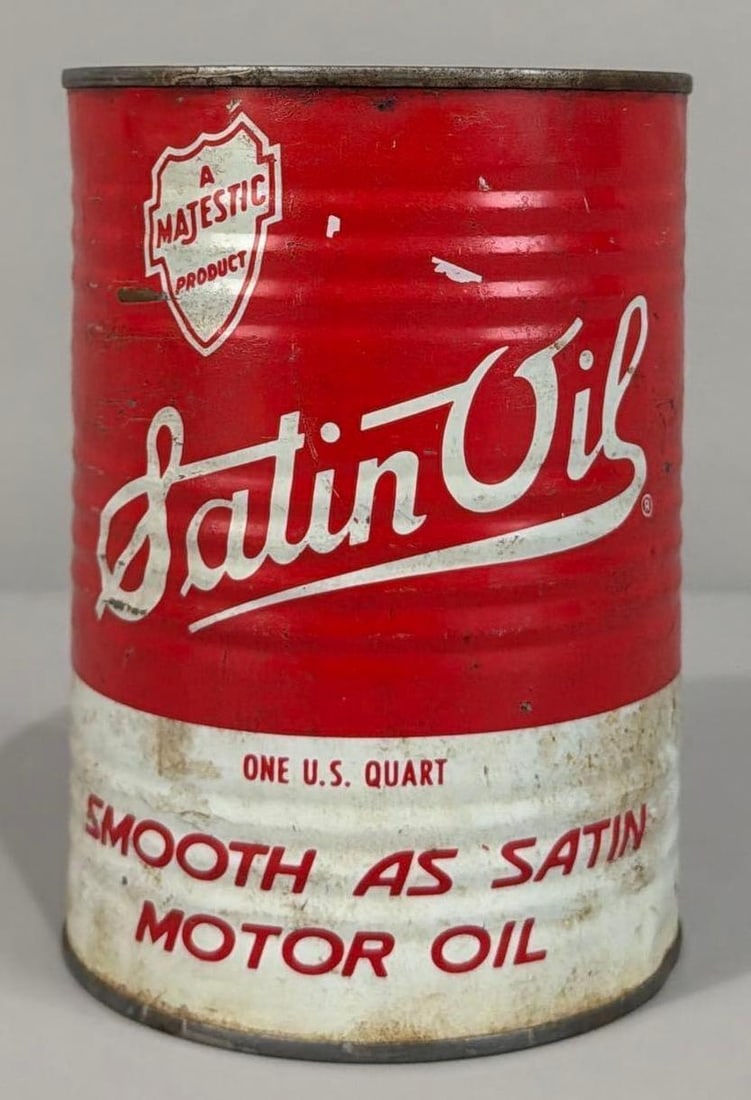 A
MAJESTIC
PRODUCT
Satin Oil
®
ONE U.S. QUART
SMOOTH AS SATIN
MOTOR OIL